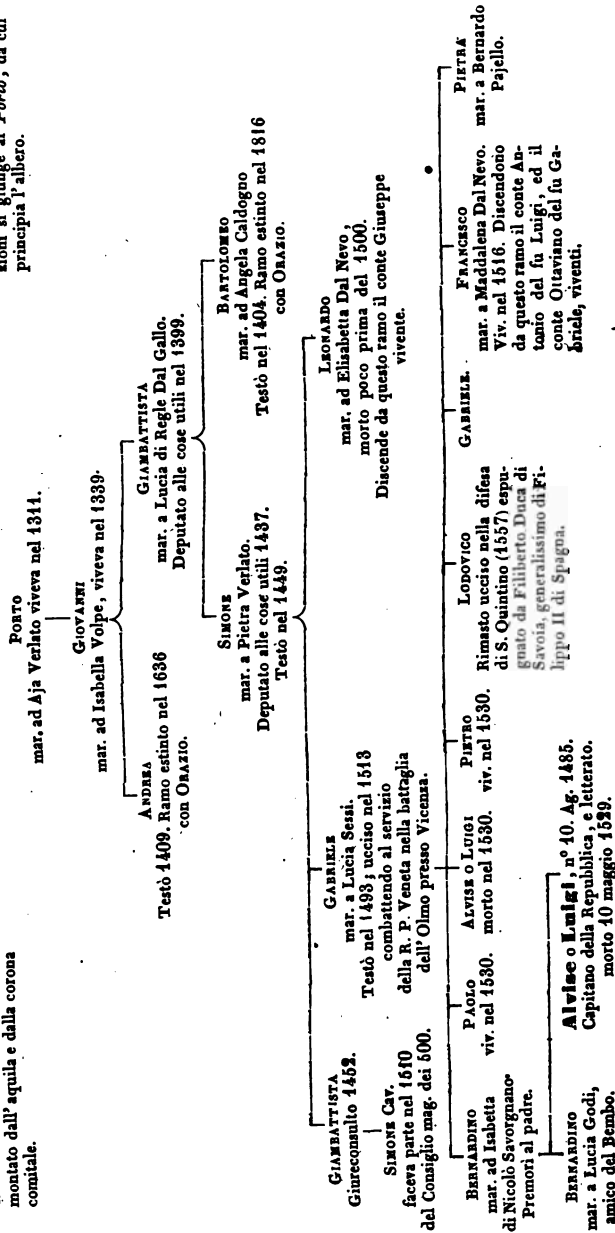 montato dall' aquila e dalla corona
comitale.
zioni si giunge al Porto, da cui
principia l' albero.
PORTO
mar. ad Aja Verlato viveva nel 1311.
GIOVANNI
mar. ad Isabella Volpe, viveva nel 1339.
ANDREA
Testò 1409. Ramo estinto nel 1636
con ORAZIO.
GIAMBATTISTA
mar. a Lucia di Regle Dal Gallo.
Deputato alle cose utili nel 1399.
SIMONE
mar. a Pietra Verlato.
Deputato alle cose utili 1437.
Testò nel 1449.
BARTOLOMEO
mar. ad Angela Caldogno
Testò nel 1404. Ramo estinto nel 1816
con ORAZIO.
GIAMBATTISTA
Giureconsulto 1452.
SIMONE Cav.
faceva parte nel 1510
del Consiglio mag. dei 500.
GABRIELE
mar. a Lucia Sessi.
Testò nel 1493; ucciso nel 1513
combattendo al servizio
della R. P. Veneta nella battaglia
dell' Olmo presso Vicenza.
LEONARDO
mar. ad Elisabetta Dal Nevo,
morto poco prima del 1500.
Discende da questo ramo il conte Giuseppe
vivente.
BERNARDINO
mar. ad Isabetta
di Nicolò Savorgnano
Premorì al padre.
PAOLO
viv. nel 1530.
ALVISE O LUIGI
morto nel 1530.
PIETRO
viv. nel 1530.
LODOVICO
Rimasto ucciso nella difesa
di S. Quintino (1557) espu-
gnato da Filiberto Duca di
Savoia, generalissimo di Fi-
lippo II di Spagna.
GABRIELE.
FRANCESCO
mar. a Maddalena Dal Nevo.
Viv. nel 1516. Discendono
da questo ramo il conte An-
tonio del fu Luigi, ed il
conte Ottaviano del fu Ga-
briele, viventi.
PIETRA
mar. a Bernardo
Pajello.
BERNARDINO
mar. a Lucia Godi,
amico del Bembo.
Alvise o Luigi, n° 10. Ag. 1485.
Capitano della Repubblica, e letterato.
morto 10 maggio 1529.